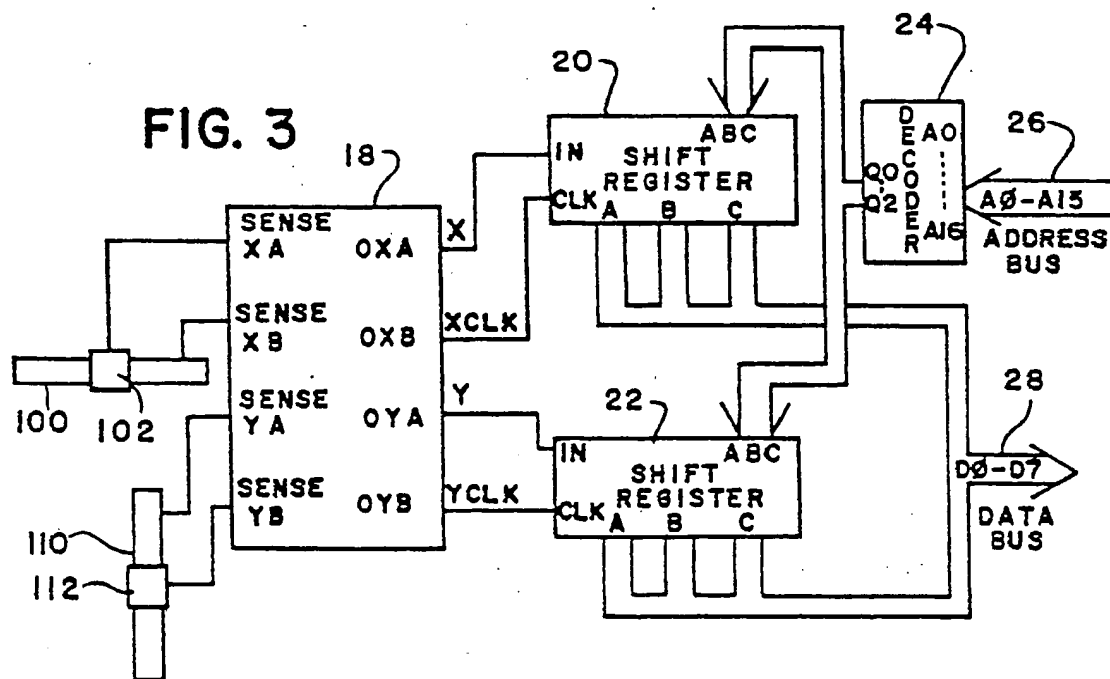 FIG. 3
18
SENSE
XA
OXA
SENSE
XB
OXB
SENSE
YA
OYA
SENSE
YB
OYB
X
XCLK
Y
YCLK
100
102
110
112
20
ABC
IN
SHIFT
REGISTER
CLK
A B C
22
ABC
IN
SHIFT
REGISTER
CLK
A B C
24
DECODER
A0
A16
Q0
Q2
26
AØ-A15
ADDRESS
BUS
28
DØ-D7
DATA
BUS